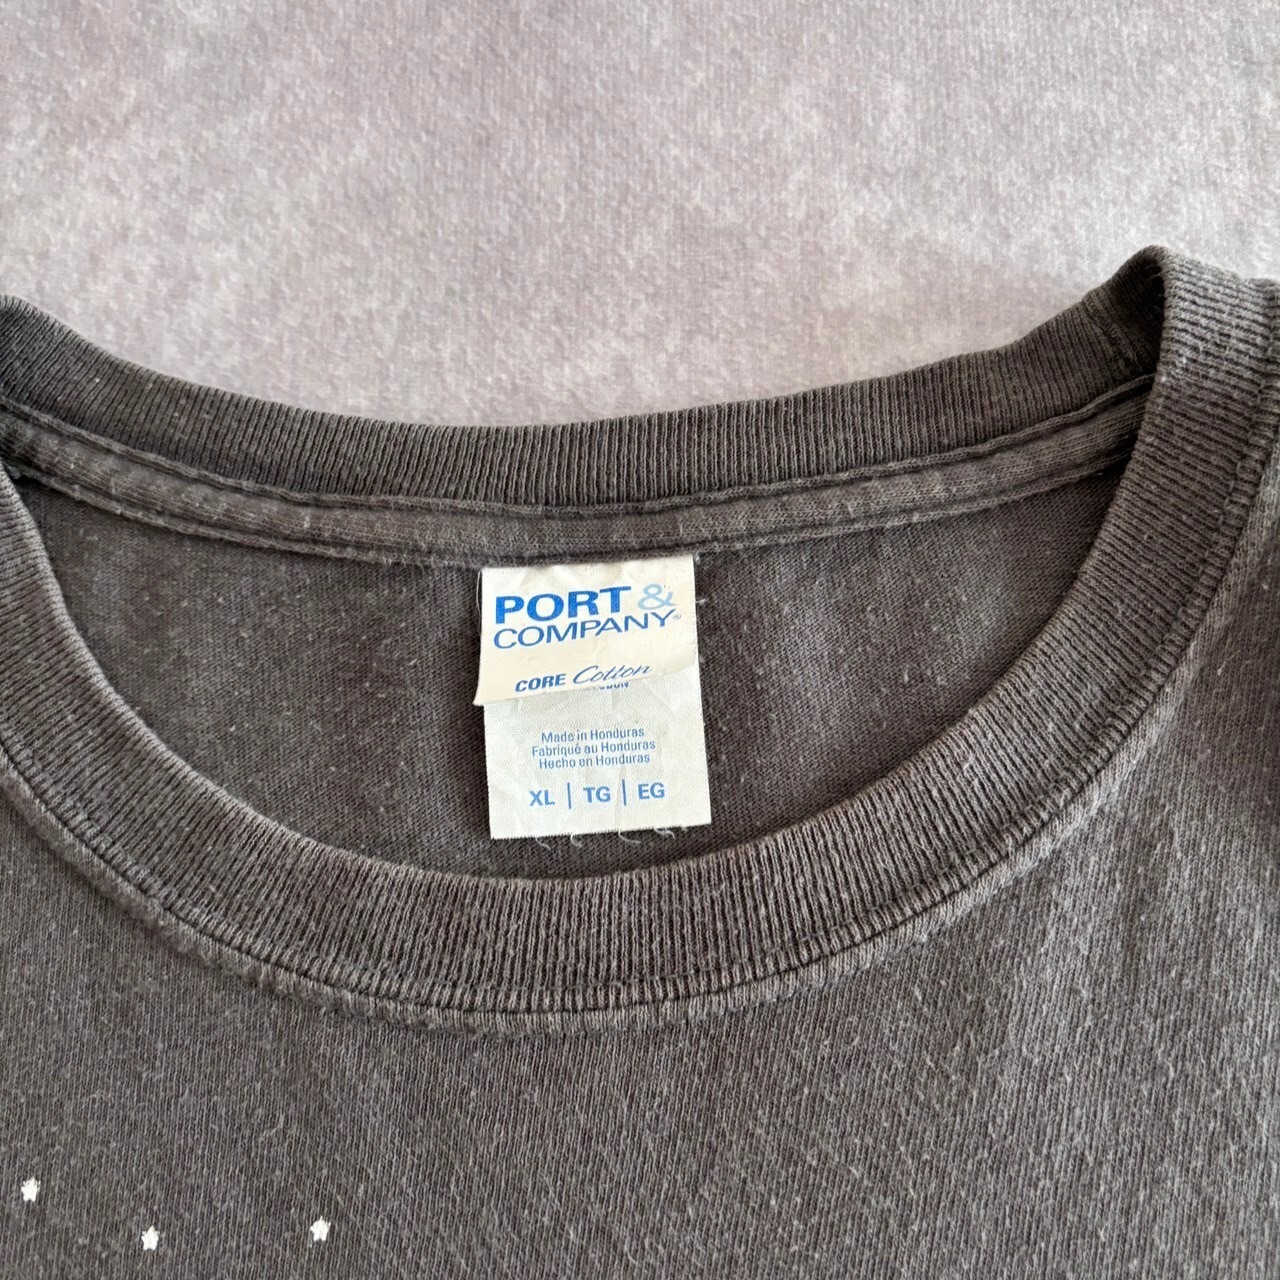 PORT &
COMPANY®
CORE Cotton
Made in Honduras
Fabriqué au Honduras
Hecho en Honduras
XL | TG | EG